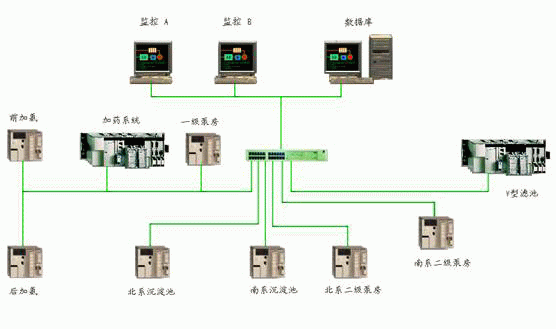 监控 A
监控 B
数据库
前加氯
加药系统
一级泵房
V型滤池
南系二级泵房
后加氯
北系沉淀池
南系沉淀池
北系二级泵房